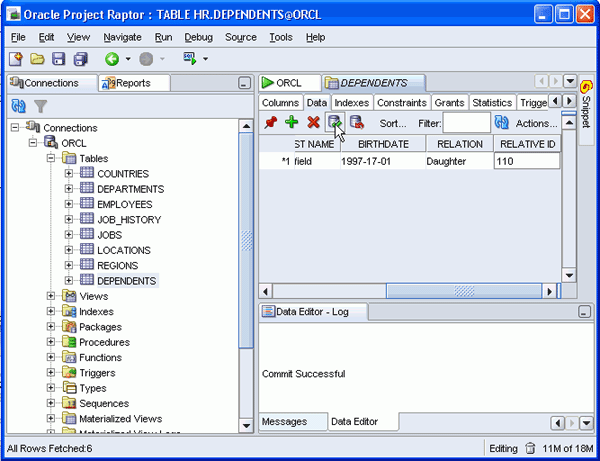 Oracle Project Raptor : TABLE HR.DEPENDENTS@ORCL
File Edit View Navigate Run Debug Source Tools Help
Connections Reports
ORCL DEPENDENTS
Columns Data Indexes Constraints Grants Statistics Trigge
Sort... Filter: Actions...
Snippet
ST NAME BIRTHDATE RELATION RELATIVE ID
*1 field 1997-17-01 Daughter 110
Connections
ORCL
Tables
COUNTRIES
DEPARTMENTS
EMPLOYEES
JOB_HISTORY
JOBS
LOCATIONS
REGIONS
DEPENDENTS
Views
Indexes
Packages
Procedures
Functions
Triggers
Types
Sequences
Materialized Views
Materialized View Logs
Data Editor - Log
Commit Successful
Messages Data Editor
All Rows Fetched:6
Editing 11M of 18M